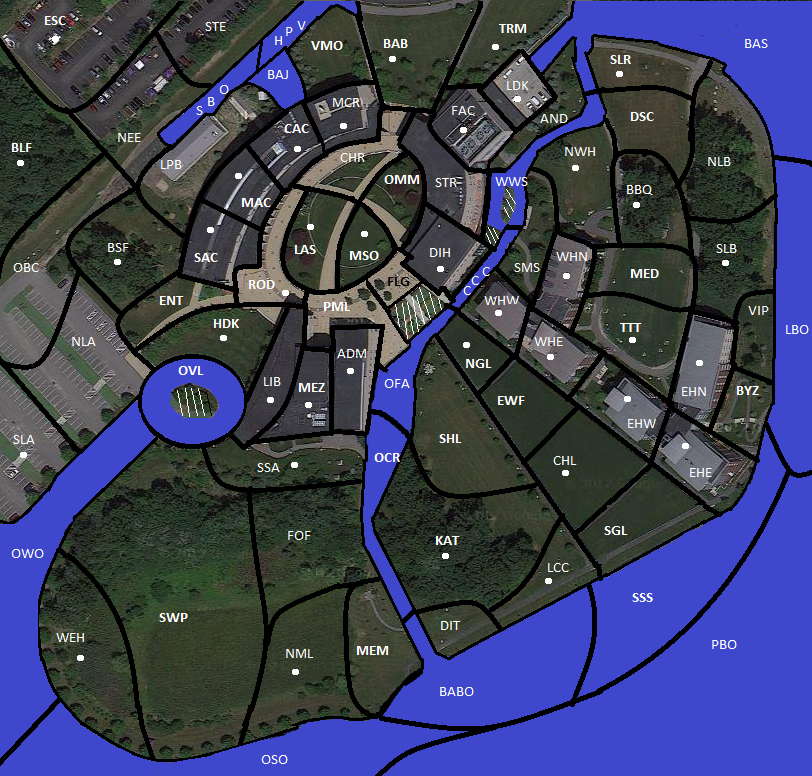 ESC
STE
H P V
VMO
BAB
TRM
BAS
SLR
BAJ
LDK
S B O
MCR
FAC
AND
DSC
NEE
CAC
BLF
LPB
CHR
NWH
NLB
OMM
STR
WWS
BBQ
MAC
BSF
SAC
LAS
MSO
DIH
SMS
WHN
SLB
OBC
FLG
C C C
MED
ENT
ROD
PML
WHW
VIP
HDK
TTT
LBO
NLA
ADM
WHE
NGL
OVL
LIB
MEZ
OFA
EHN
BYZ
EWF
EHW
SLA
SHL
OCR
CHL
SSA
EHE
FOF
SGL
KAT
OWO
LCC
SSS
SWP
WEH
DIT
PBO
NML
MEM
BABO
OSO